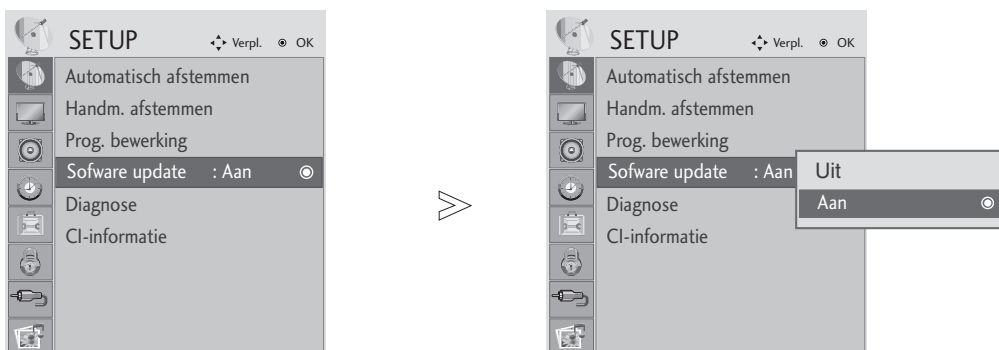 SETUP Verpl. OK
Automatisch afstemmen
Handm. afstemmen
Prog. bewerking
Sofware update : Aan
Diagnose
CI-informatie
SETUP Verpl. OK
Automatisch afstemmen
Handm. afstemmen
Prog. bewerking
Sofware update : Aan
Diagnose
CI-informatie
Uit
Aan